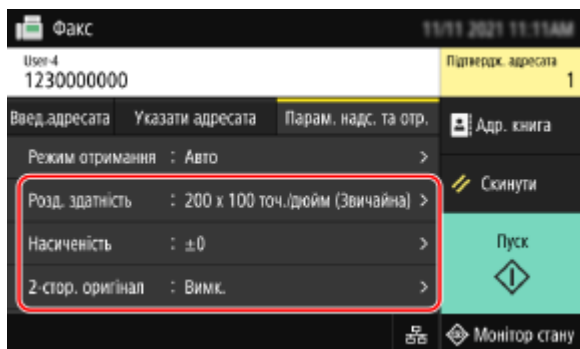 Факс
11/11 2021 11:11AM
User-4
1230000000
Підтвердж. адресата
1
Введ.адресата Указати адресата Парам. надс. та отр.
Адр. книга
Режим отримання : Авто >
Розд. здатність : 200 x 100 точ./дюйм (Звичайна) >
Скинути
Насиченість : ±0 >
Пуск
2-стор. оригінал : Вимк. >
Монітор стану